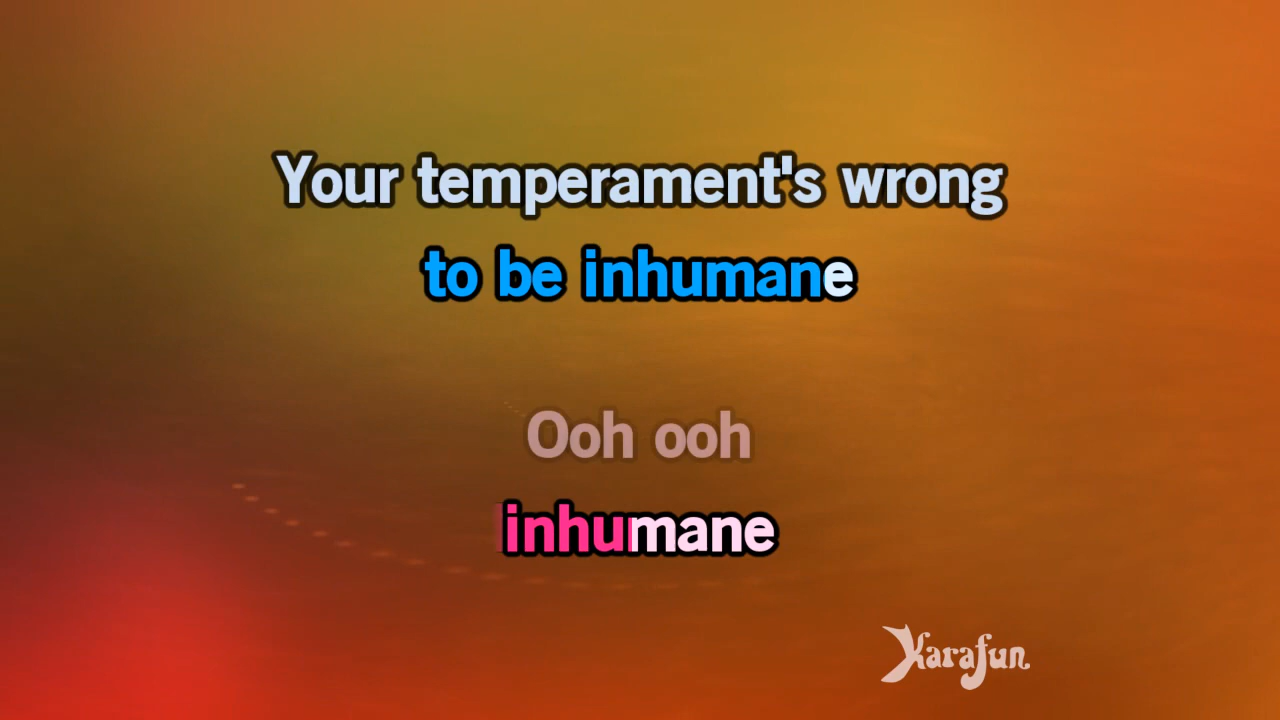 Your temperament's wrong
to be inhumane
Ooh ooh
inhumane
Karafun